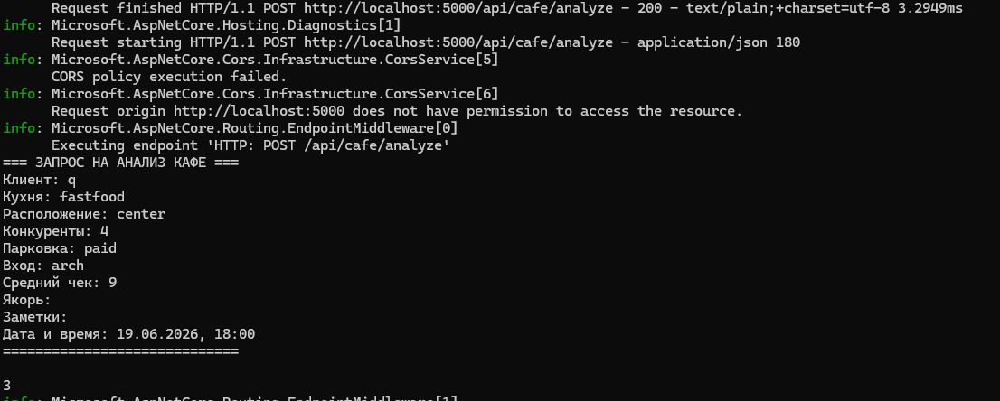 Request finished HTTP/1.1 POST http://localhost:5000/api/cafe/analyze - 200 - text/plain;+charset=utf-8 3.2949ms
info: Microsoft.AspNetCore.Hosting.Diagnostics[1]
Request starting HTTP/1.1 POST http://localhost:5000/api/cafe/analyze - application/json 180
info: Microsoft.AspNetCore.Cors.Infrastructure.CorsService[5]
CORS policy execution failed.
info: Microsoft.AspNetCore.Cors.Infrastructure.CorsService[6]
Request origin http://localhost:5000 does not have permission to access the resource.
info: Microsoft.AspNetCore.Routing.EndpointMiddleware[0]
Executing endpoint 'HTTP: POST /api/cafe/analyze'
=== ЗАПРОС НА АНАЛИЗ КАФЕ ===
Клиент: q
Кухня: fastfood
Расположение: center
Конкуренты: 4
Парковка: paid
Вход: arch
Средний чек: 9
Якорь:
Заметки:
Дата и время: 19.06.2026, 18:00
=============================
3
info: Microsoft.AspNetCore.Routing.EndpointMiddleware[1]